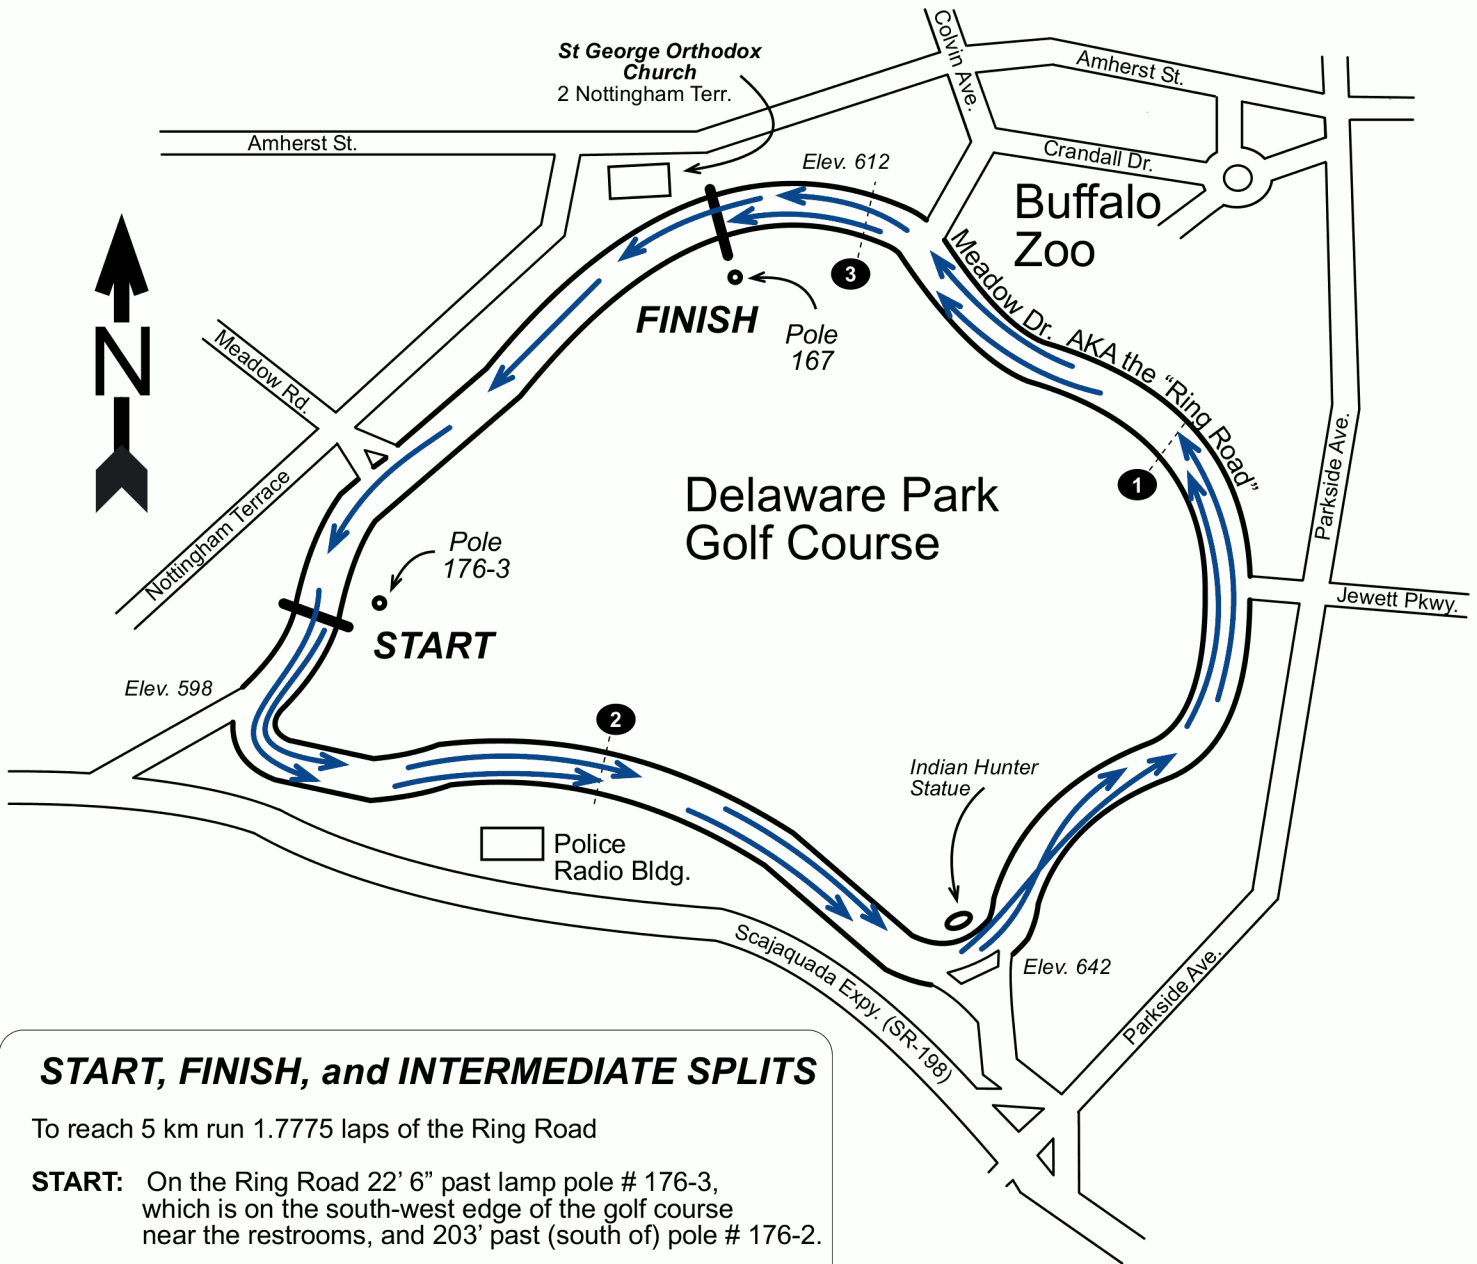 St George Orthodox
Church
2 Nottingham Terr.
Colvin Ave.
Amherst St.
Amherst St.
Crandall Dr.
Elev. 612
Buffalo
Zoo
N
3
FINISH
Pole
167
Meadow Dr. AKA the “Ring Road”
Meadow Rd.
Nottingham Terrace
Parkside Ave.
1
Delaware Park
Golf Course
Pole
176-3
START
Jewett Pkwy.
Elev. 598
2
Indian Hunter
Statue
Police
Radio Bldg.
Elev. 642
Scajaquada Expy. (SR-198)
Parkside Ave.
START, FINISH, and INTERMEDIATE SPLITS
To reach 5 km run 1.7775 laps of the Ring Road
START: On the Ring Road 22’ 6” past lamp pole # 176-3,
which is on the south-west edge of the golf course
near the restrooms, and 203’ past (south of) pole # 176-2.